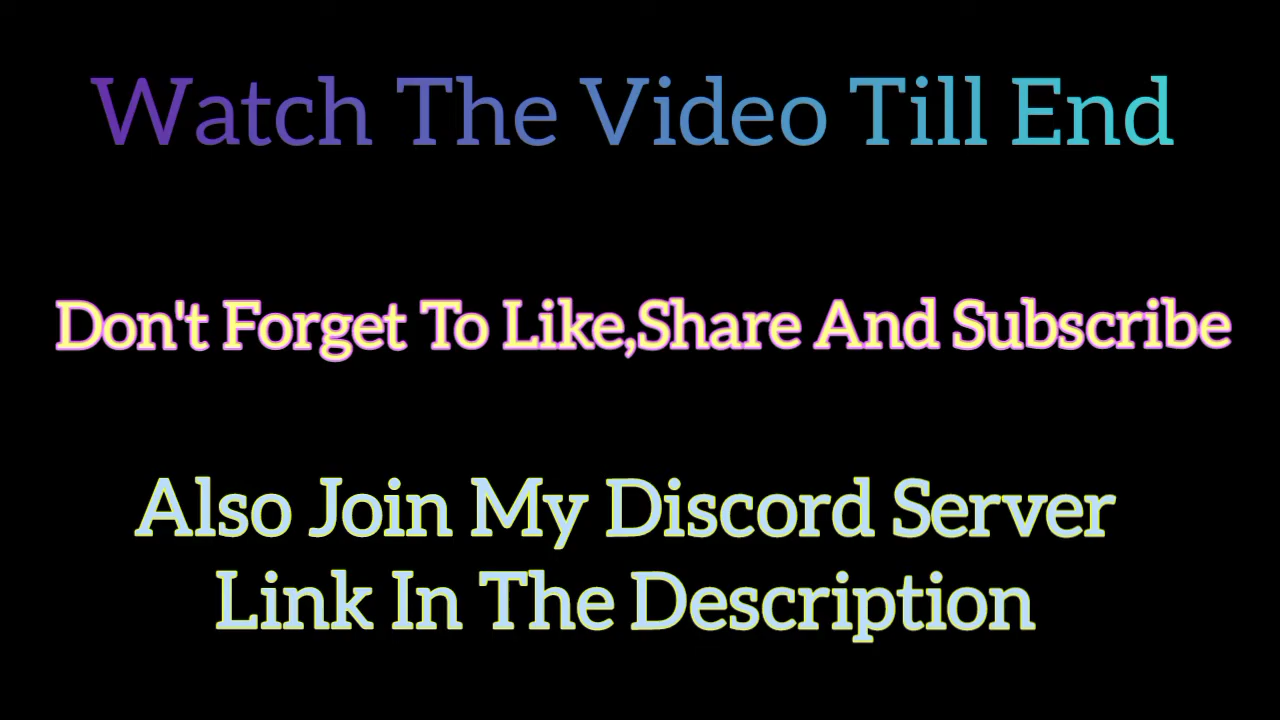 Watch The Video Till End
Don't Forget To Like,Share And Subscribe
Also Join My Discord Server
Link In The Description